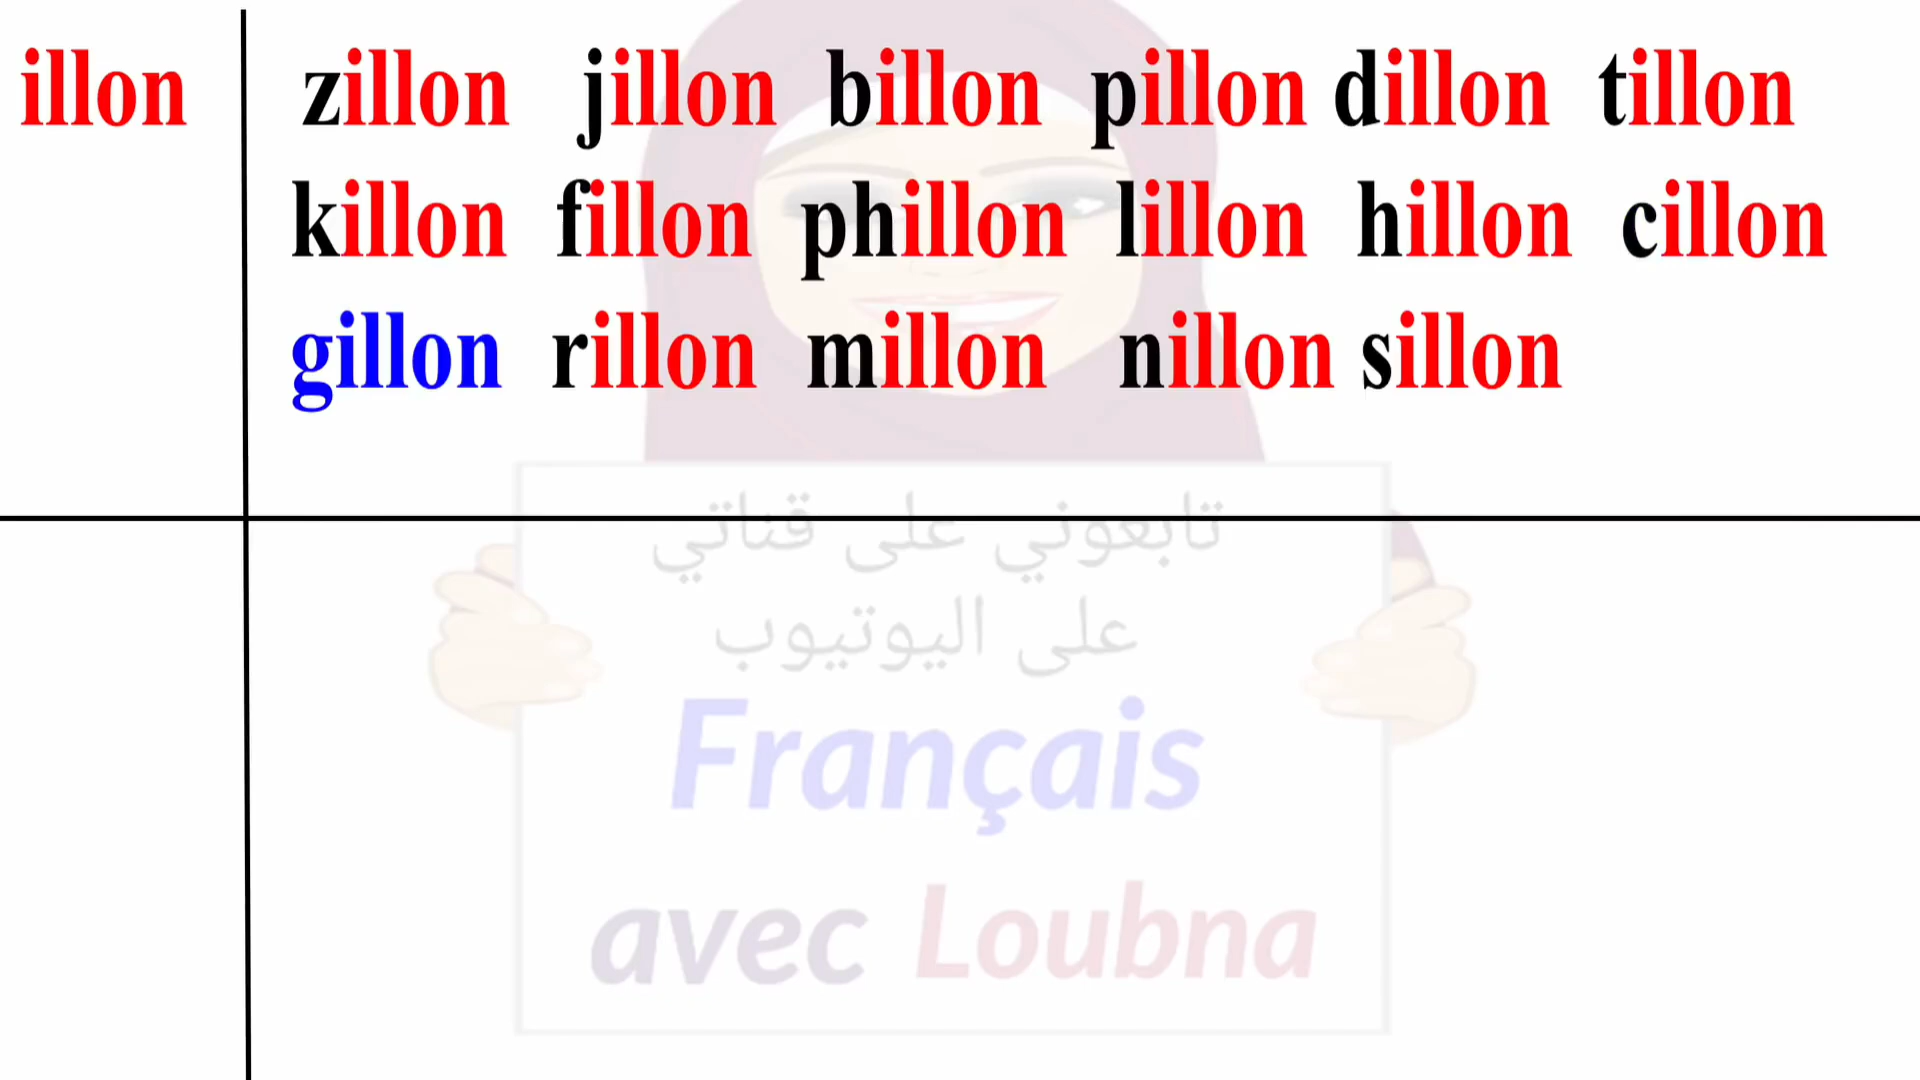 illon zillon jillon billon pillon dillon tillon
killon fillon phillon lillon hillon cillon
gillon rillon millon nillon sillon
تابعوني على قناتي
على اليوتيوب
Français
avec Loubna